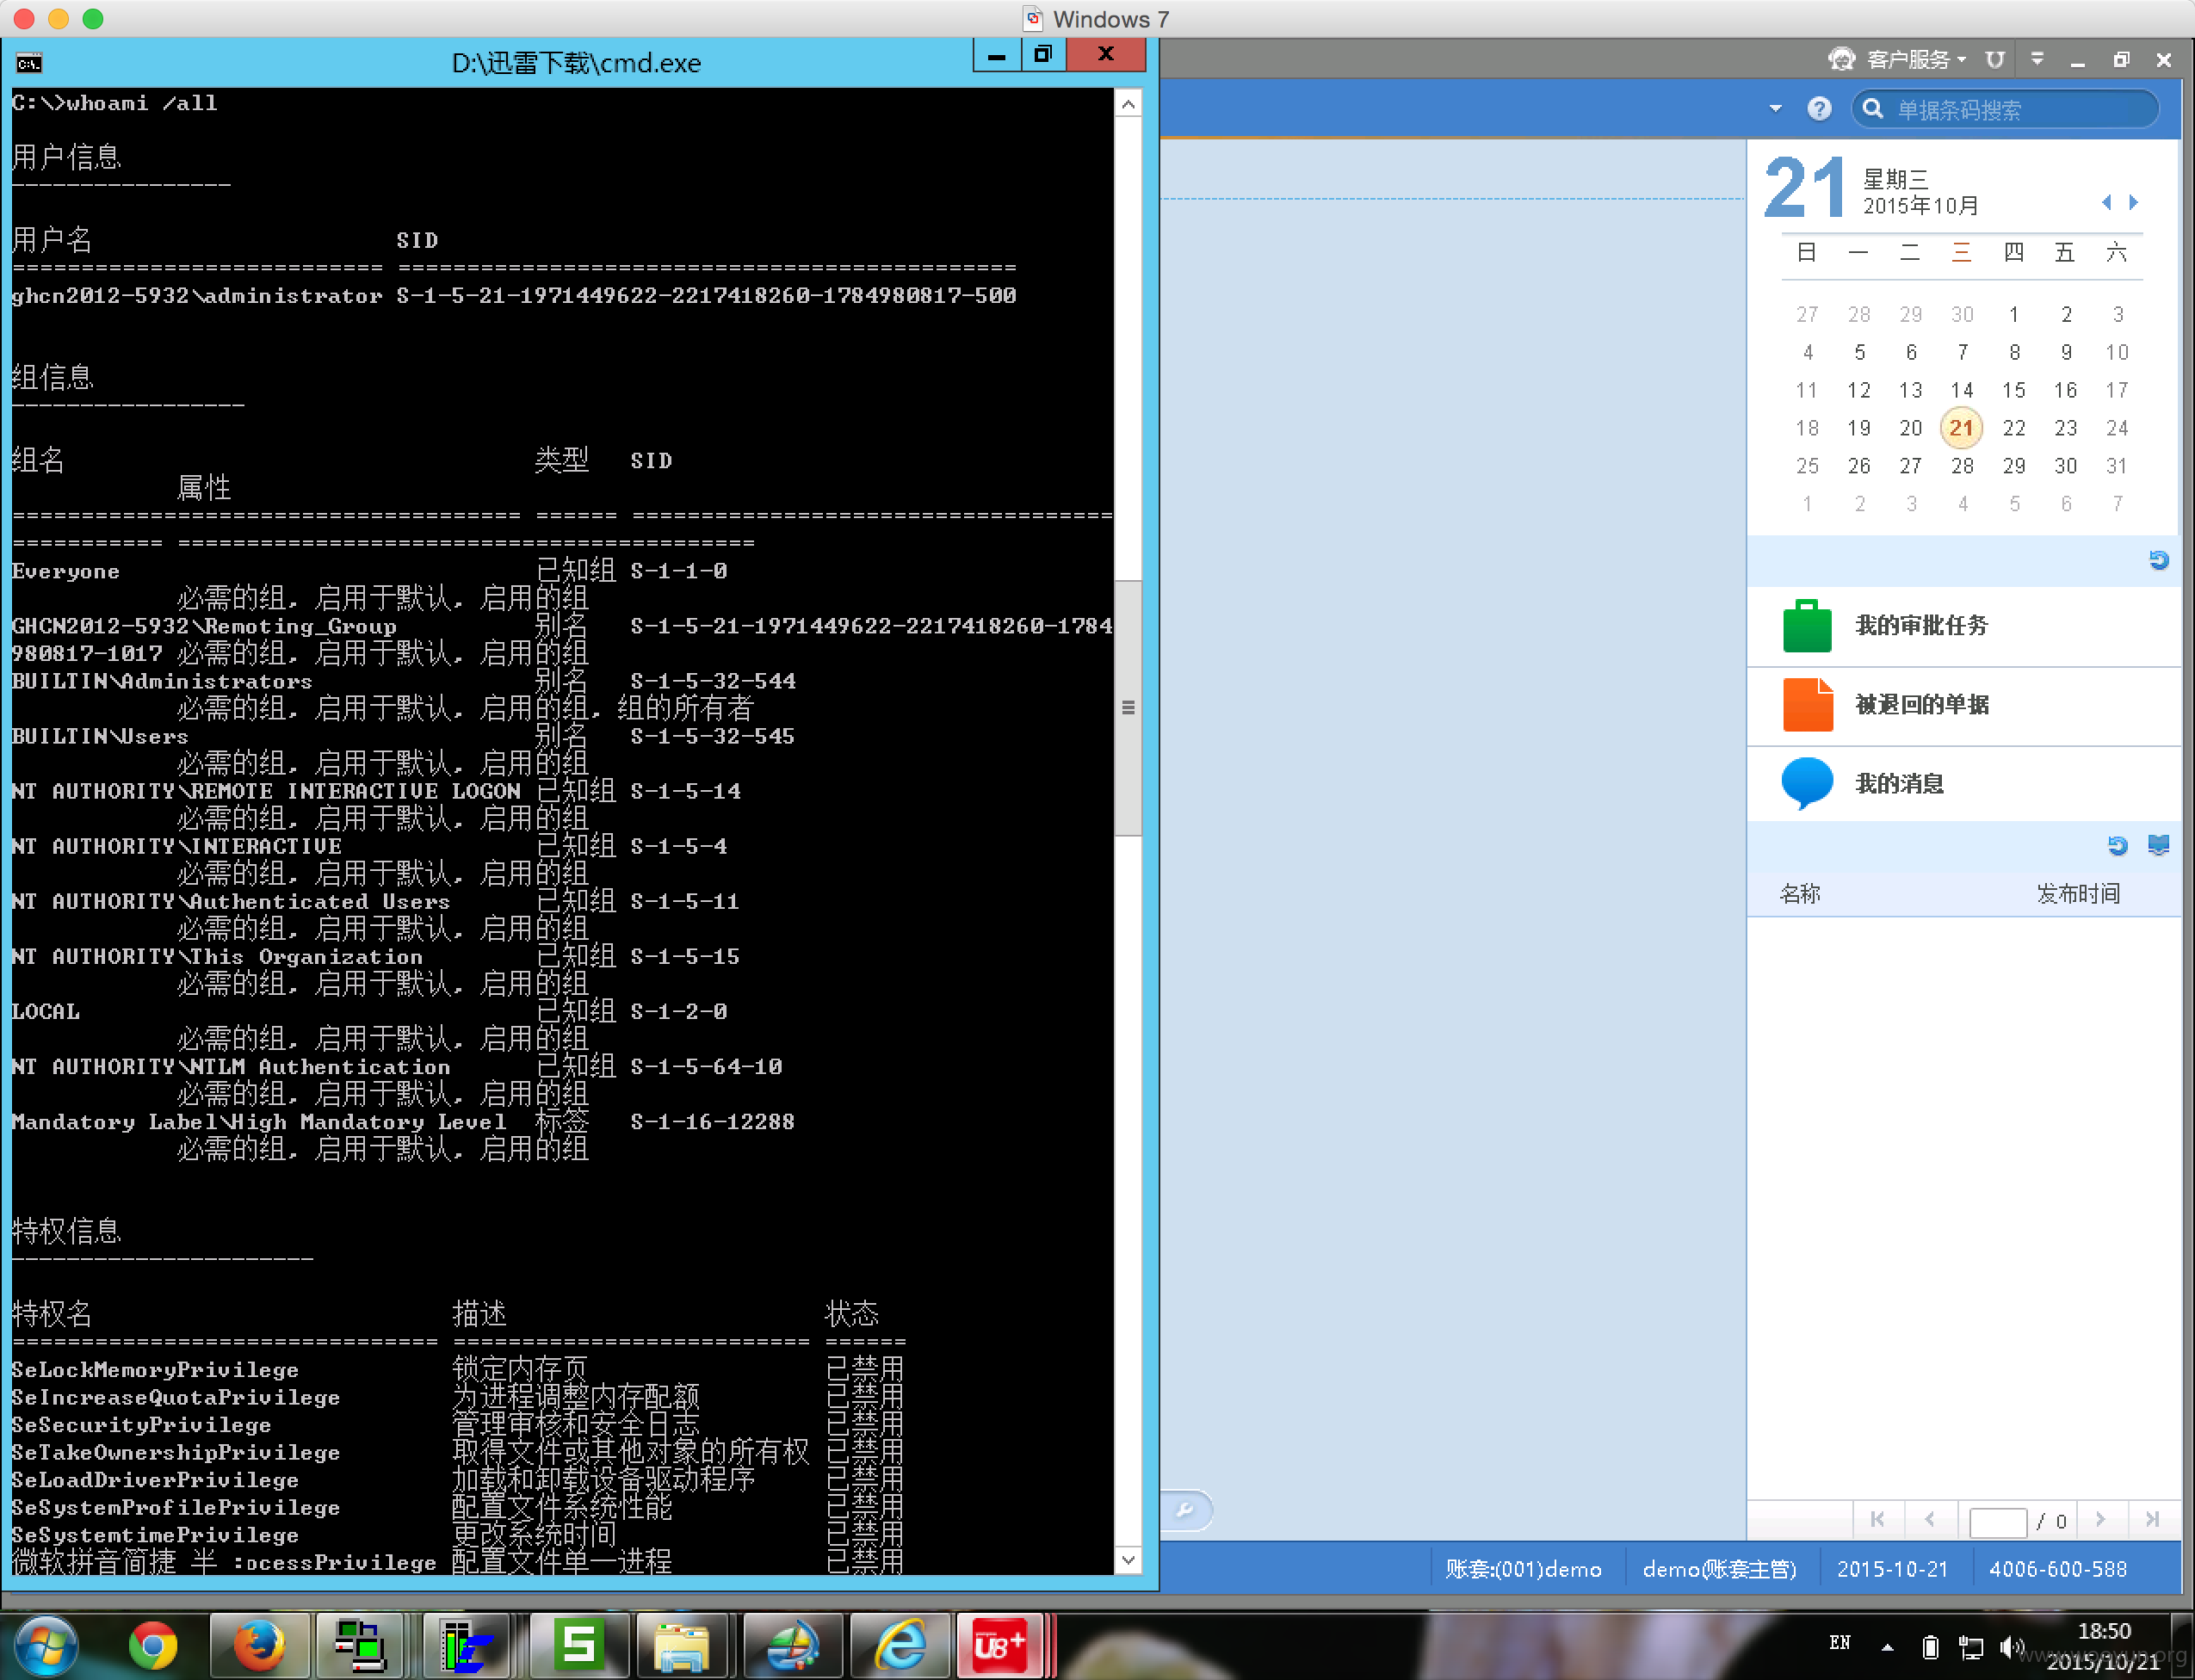 Windows 7
D:\迅雷下载\cmd.exe
客户服务
单据条码搜索
C:\>whoami /all
用户信息
----------------
用户名 SID
=========================== =============================================
ghcn2012-5932\administrator S-1-5-21-1971449622-2217418260-1784980817-500
组信息
-----------------
组名 类型 SID
属性
===================================== ====== ===================================
=========== ==========================================
Everyone 已知组 S-1-1-0
必需的组, 启用于默认, 启用的组
GHCN2012-5932\Remoting_Group 别名 S-1-5-21-1971449622-2217418260-1784
980817-1017 必需的组, 启用于默认, 启用的组
BUILTIN\Administrators 别名 S-1-5-32-544
必需的组, 启用于默认, 启用的组, 组的所有者
BUILTIN\Users 别名 S-1-5-32-545
必需的组, 启用于默认, 启用的组
NT AUTHORITY\REMOTE INTERACTIVE LOGON 已知组 S-1-5-14
必需的组, 启用于默认, 启用的组
NT AUTHORITY\INTERACTIVE 已知组 S-1-5-4
必需的组, 启用于默认, 启用的组
NT AUTHORITY\Authenticated Users 已知组 S-1-5-11
必需的组, 启用于默认, 启用的组
NT AUTHORITY\This Organization 已知组 S-1-5-15
必需的组, 启用于默认, 启用的组
LOCAL 已知组 S-1-2-0
必需的组, 启用于默认, 启用的组
NT AUTHORITY\NTLM Authentication 已知组 S-1-5-64-10
必需的组, 启用于默认, 启用的组
Mandatory Label\High Mandatory Level 标签 S-1-16-12288
必需的组, 启用于默认, 启用的组
特权信息
----------------------
特权名 描述 状态
=============================== ========================== ======
SeLockMemoryPrivilege 锁定内存页 已禁用
SeIncreaseQuotaPrivilege 为进程调整内存配额 已禁用
SeSecurityPrivilege 管理审核和安全日志 已禁用
SeTakeOwnershipPrivilege 取得文件或其他对象的所有权 已禁用
SeLoadDriverPrivilege 加载和卸载设备驱动程序 已禁用
SeSystemProfilePrivilege 配置文件系统性能 已禁用
SeSystemtimePrivilege 更改系统时间 已禁用
微软拼音简捷 半 :ocessPrivilege 配置文件单一进程 已禁用
21 星期三
2015年10月
日 一 二 三 四 五 六
27 28 29 30 1 2 3
4 5 6 7 8 9 10
11 12 13 14 15 16 17
18 19 20 21 22 23 24
25 26 27 28 29 30 31
1 2 3 4 5 6 7
我的审批任务
被退回的单据
我的消息
名称 发布时间
/ 0
账套:(001)demo demo(账套主管) 2015-10-21 4006-600-588
S U8+ EN 18:50
2015/10/21
www.wooyun.org